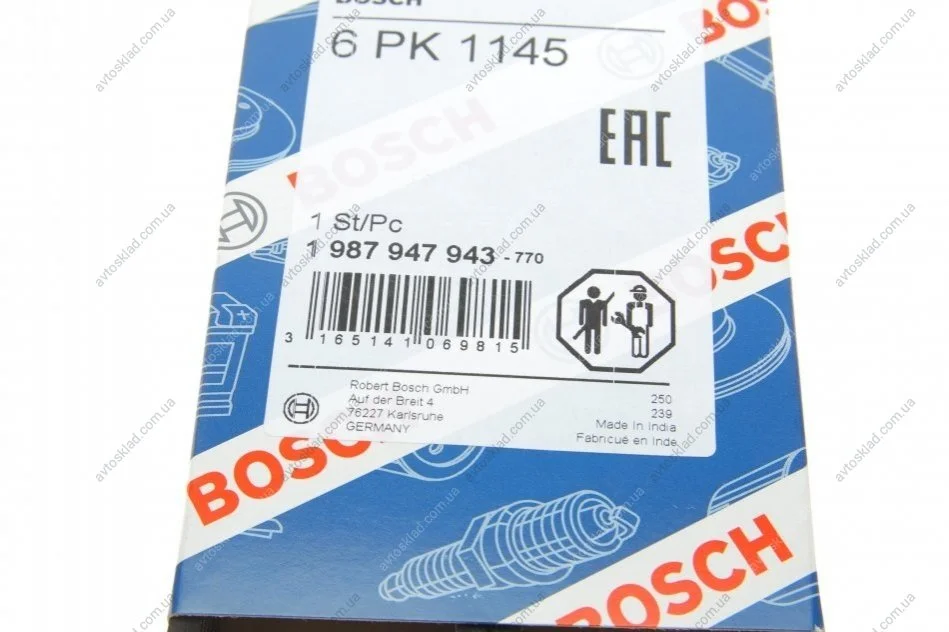 BOSCH
6 PK 1145
BOSCH
EAC
BOSCH
1 St/Pc
1 987 947 943 - 770
BOSCH
3 165141 069815
Robert Bosch GmbH
Auf der Breit 4
76227 Karlsruhe
GERMANY
250
239
Made In India
Fabricué en Inde
BOSCH
BOSCH
avtosklad.com.ua